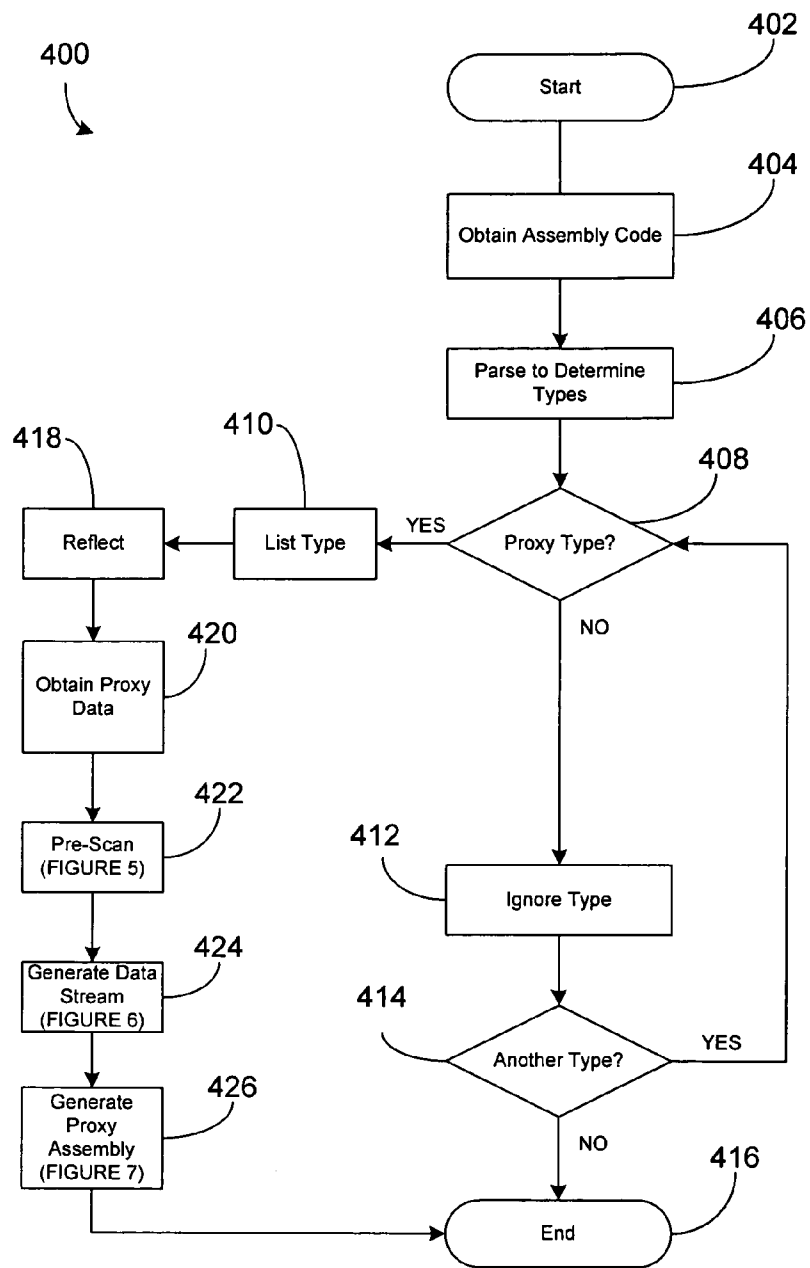 400
402
Start
404
Obtain Assembly Code
406
Parse to Determine
Types
408
Proxy Type?
YES
NO
410
List Type
418
Reflect
420
Obtain Proxy
Data
422
Pre-Scan
(FIGURE 5)
424
Generate Data
Stream
(FIGURE 6)
426
Generate
Proxy
Assembly
(FIGURE 7)
412
Ignore Type
414
Another Type?
YES
NO
416
End